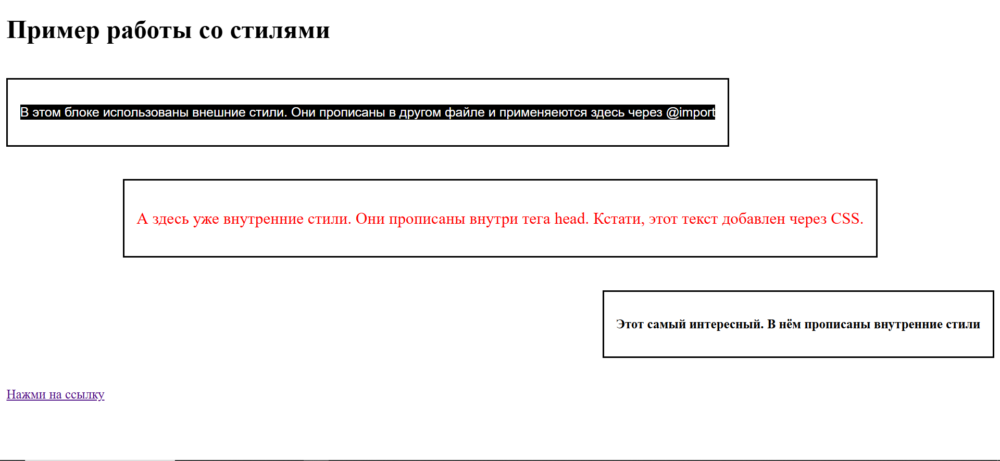 Пример работы со стилями
В этом блоке использованы внешние стили. Они прописаны в другом файле и применяеются здесь через @import
А здесь уже внутренние стили. Они прописаны внутри тега head. Кстати, этот текст добавлен через CSS.
Этот самый интересный. В нём прописаны внутренние стили
Нажми на ссылку